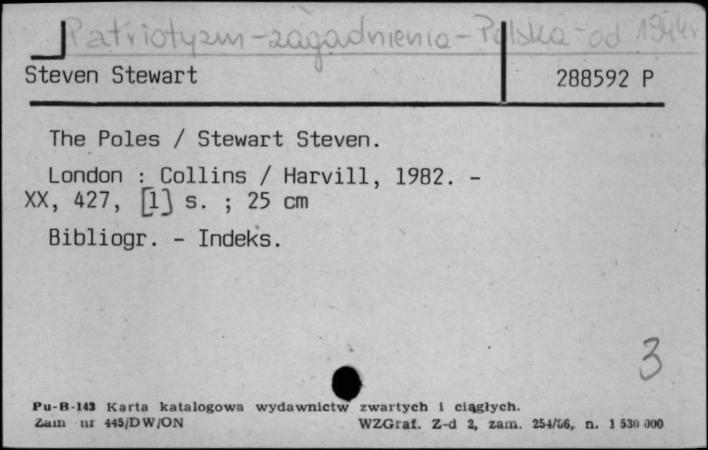 Patriotyzm - zagadnienia - Polska - od 1944r
Steven Stewart 288592 P
The Poles / Stewart Steven.
London : Collins / Harvill, 1982. -
XX, 427, [1] s. ; 25 cm
Bibliogr. - Indeks.
3
Pu-B-143 Karta katalogowa wydawnictw zwartych i ciągłych.
Zam nr 445/DW/ON WZGraf. Z-d 2, zam. 254/86, n. 1 530 000